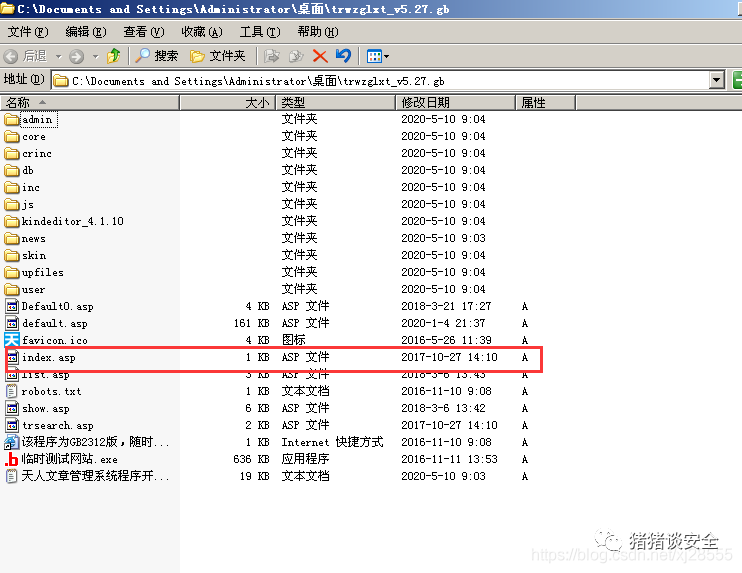 C:\Documents and Settings\Administrator\桌面\trwzglxt_v5.27.gb
文件(F) 编辑(E) 查看(V) 收藏(A) 工具(T) 帮助(H)
后退 搜索 文件夹
地址(D) C:\Documents and Settings\Administrator\桌面\trwzglxt_v5.27.gb
名称 大小 类型 修改日期 属性
admin 文件夹 2020-5-10 9:04
core 文件夹 2020-5-10 9:04
crinc 文件夹 2020-5-10 9:04
db 文件夹 2020-5-10 9:04
inc 文件夹 2020-5-10 9:04
js 文件夹 2020-5-10 9:04
kindeditor_4.1.10 文件夹 2020-5-10 9:04
news 文件夹 2020-5-10 9:03
skin 文件夹 2020-5-10 9:04
upfiles 文件夹 2020-5-10 9:04
user 文件夹 2020-5-10 9:04
Default0.asp 4 KB ASP 文件 2018-3-21 17:27 A
default.asp 161 KB ASP 文件 2020-1-4 21:37 A
favicon.ico 4 KB 图标 2016-5-26 11:39 A
index.asp 1 KB ASP 文件 2017-10-27 14:10 A
list.asp 3 KB ASP 文件 2018-3-6 13:43 A
robots.txt 1 KB 文本文档 2016-11-10 9:08 A
show.asp 6 KB ASP 文件 2018-3-6 13:42 A
trsearch.asp 2 KB ASP 文件 2017-10-27 14:10 A
该程序为GB2312版,随时... 1 KB Internet 快捷方式 2016-11-10 9:08 A
临时测试网站.exe 636 KB 应用程序 2016-11-11 13:53 A
天人文章管理系统程序开... 19 KB 文本文档 2020-5-10 9:03 A
猪猪谈安全
https://blog.csdn.net/xj28555